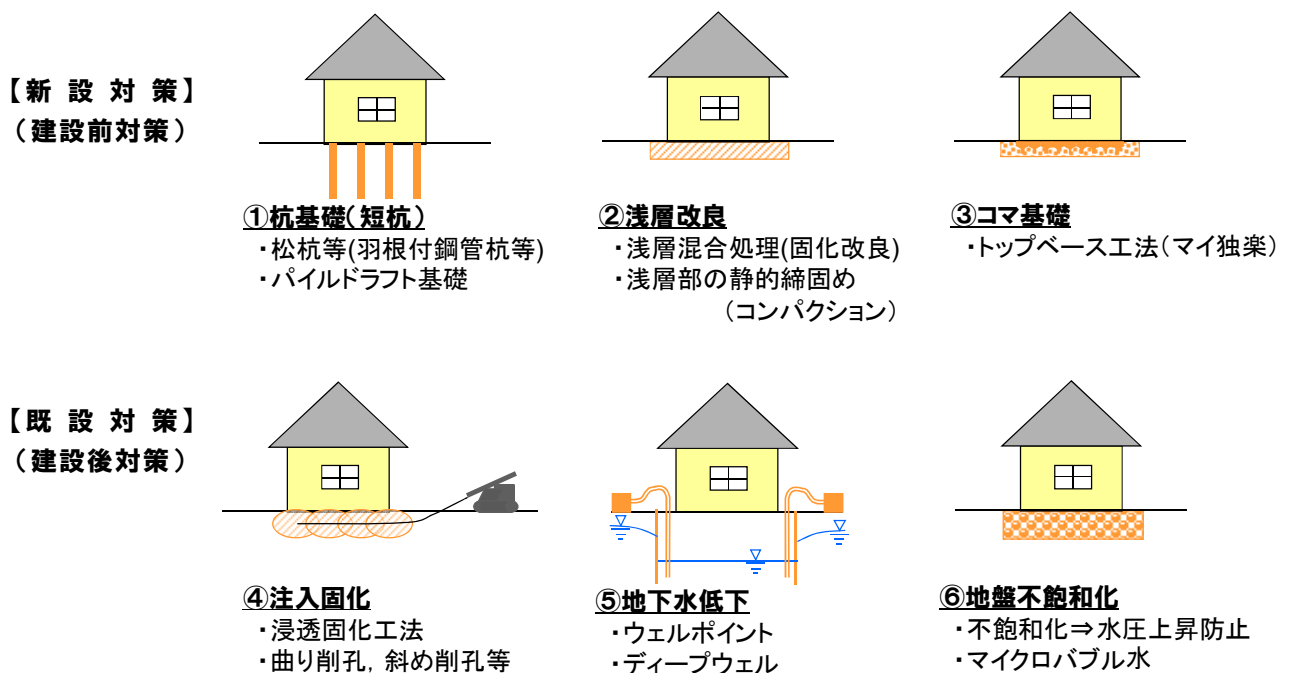 【新 設 対 策】
（建設前対策）
①杭基礎（短杭）
・松杭等(羽根付鋼管杭等)
・パイルドラフト基礎
②浅層改良
・浅層混合処理(固化改良)
・浅層部の静的締固め
（コンパクション）
③コマ基礎
・トップベース工法（マイ独楽）
【既 設 対 策】
（建設後対策）
④注入固化
・浸透固化工法
・曲り削孔，斜め削孔等
⑤地下水低下
・ウェルポイント
・ディープウェル
⑥地盤不飽和化
・不飽和化⇒水圧上昇防止
・マイクロバブル水